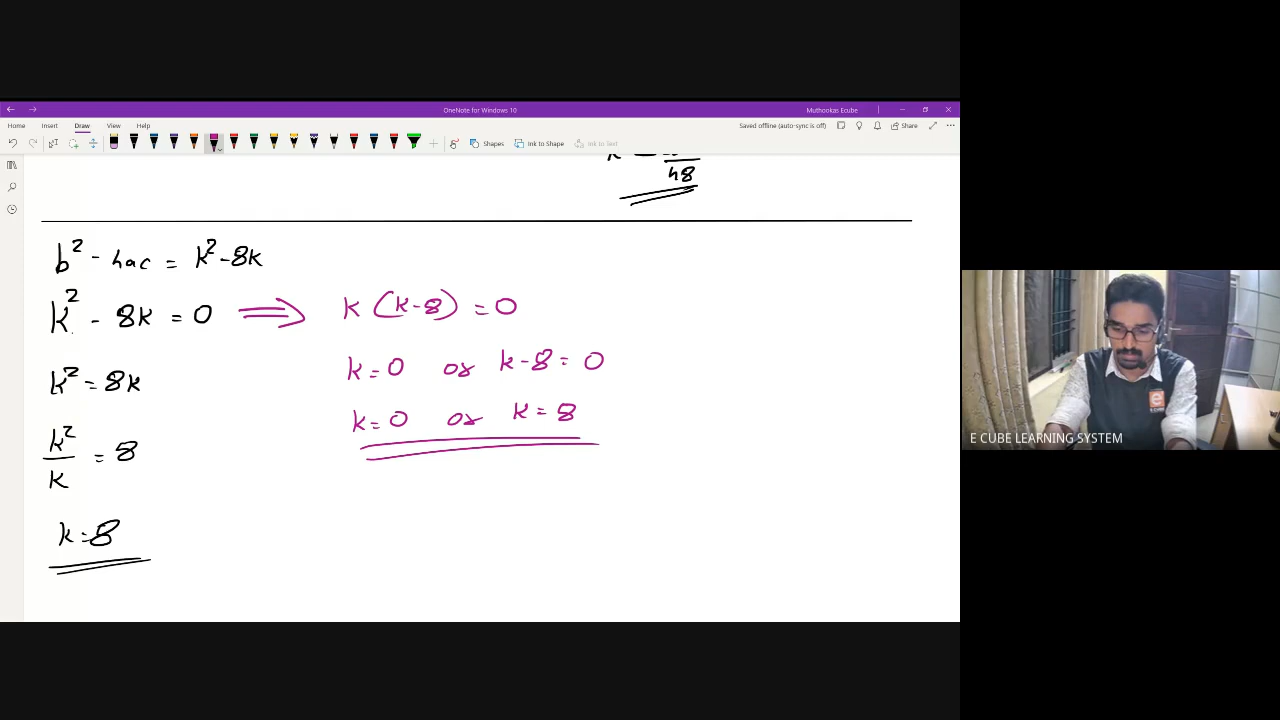 OneNote for Windows 10
Muthookas Ecube
Home Insert Draw View Help
Saved offline (auto-sync is off) Share
Shapes Ink to Shape Ink to Text
48
b² - 4ac = k² - 8k
k² - 8k = 0 ⟹ k (k-8) = 0
k² = 8k
k=0 or k-8=0
k=0 or k=8
k²/k = 8
k=8
E CUBE LEARNING SYSTEM